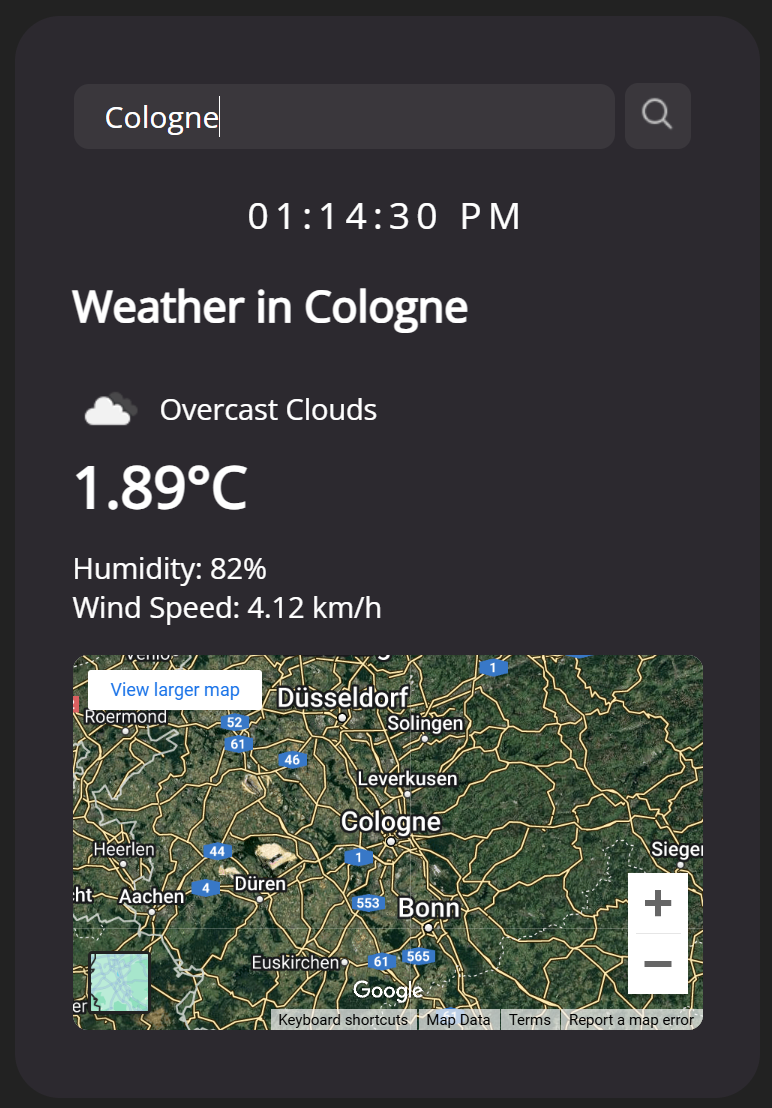 Cologne
01:14:30 PM
Weather in Cologne
Overcast Clouds
1.89°C
Humidity: 82%
Wind Speed: 4.12 km/h
View larger map
1
Düsseldorf
Roermond
52
Solingen
61
46
Leverkusen
Cologne
Heerlen
44
1
Siegen
ht
Aachen
4
Düren
553
Bonn
+
Euskirchen
61
565
−
er
Google
Keyboard shortcuts
Map Data
Terms
Report a map error